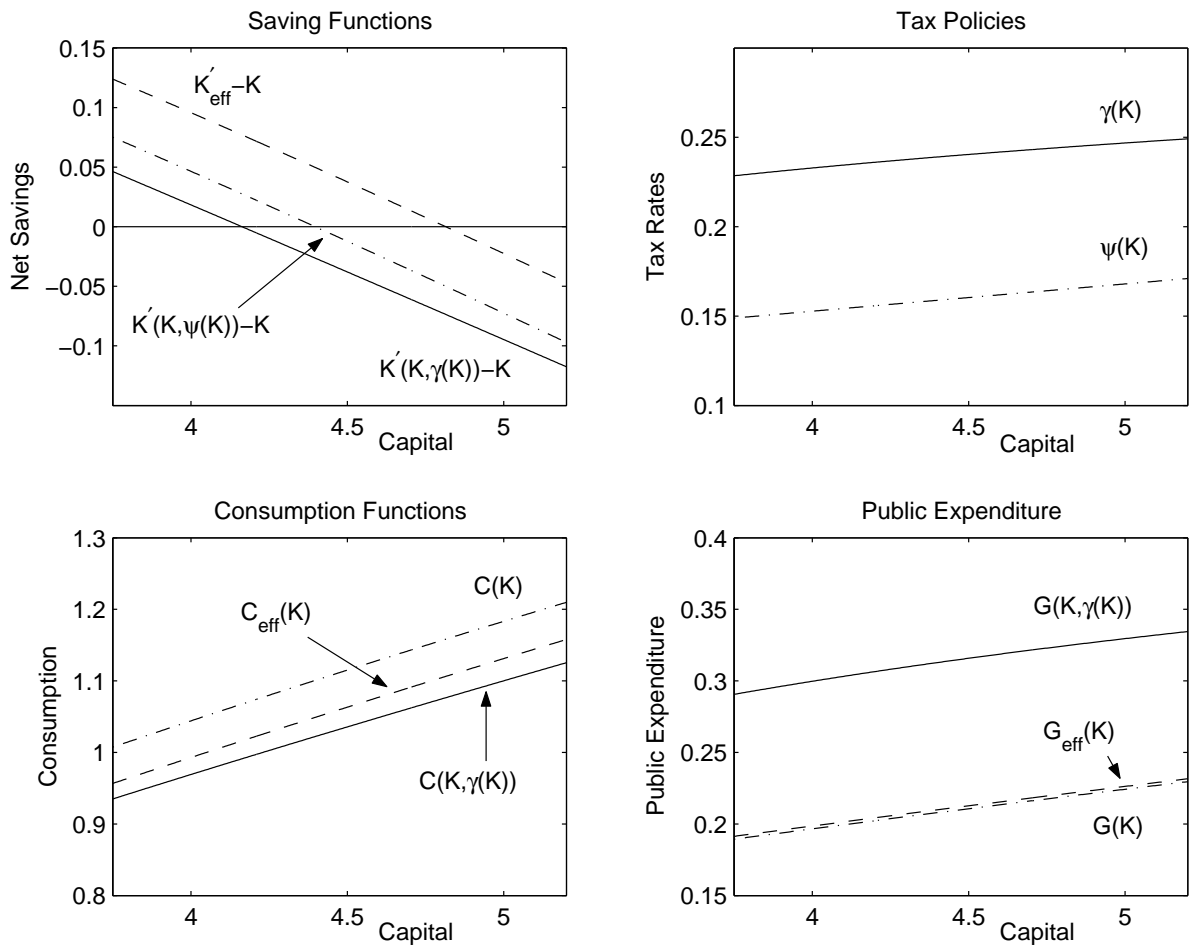 Saving Functions
0.15
0.1
0.05
0
−0.05
−0.1
Net Savings
K′eff−K
K′(K,ψ(K))−K
K′(K,γ(K))−K
4
4.5
5
Capital
Tax Policies
0.25
0.2
0.15
0.1
Tax Rates
γ(K)
ψ(K)
4
4.5
5
Capital
Consumption Functions
1.3
1.2
1.1
1
0.9
0.8
Consumption
Ceff(K)
C(K)
C(K,γ(K))
4
4.5
5
Capital
Public Expenditure
0.4
0.35
0.3
0.25
0.2
0.15
Public Expenditure
G(K,γ(K))
Geff(K)
G(K)
4
4.5
5
Capital